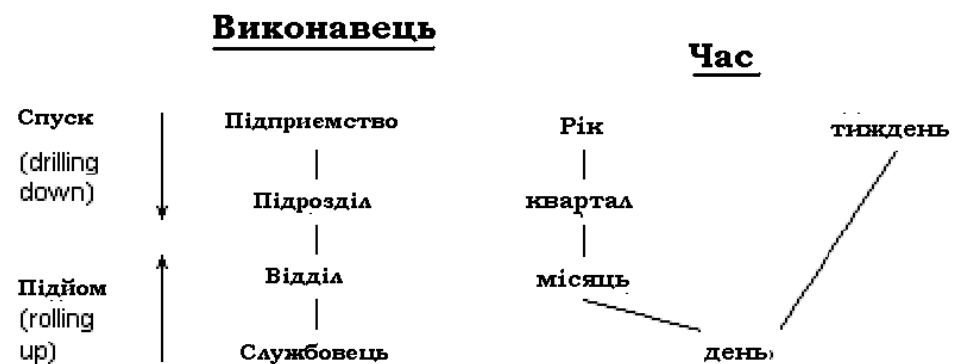 Виконавець
Час
Спуск
(drilling
down)
Підприємство
Рік
тиждень
Підрозділ
квартал
Відділ
місяць
Підйом
(rolling
up)
Службовець
день